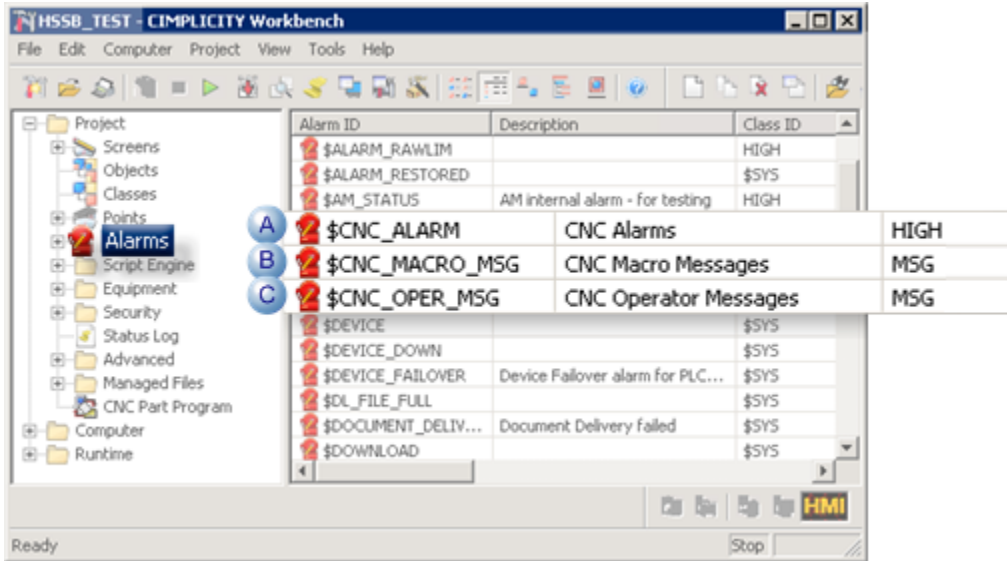 HSSB_TEST - CIMPLICITY Workbench
File Edit Computer Project View Tools Help
Project
Screens
Objects
Classes
Points
Alarms
Script Engine
Equipment
Security
Status Log
Advanced
Managed Files
CNC Part Program
Computer
Runtime
Alarm ID Description Class ID
$ALARM_RAWLIM HIGH
$ALARM_RESTORED $SYS
$AM_STATUS AM internal alarm - for testing HIGH
A $CNC_ALARM CNC Alarms HIGH
B $CNC_MACRO_MSG CNC Macro Messages MSG
C $CNC_OPER_MSG CNC Operator Messages MSG
$DEVICE $SYS
$DEVICE_DOWN $SYS
$DEVICE_FAILOVER Device Failover alarm for PLC... $SYS
$DL_FILE_FULL $SYS
$DOCUMENT_DELIV... Document Delivery failed $SYS
$DOWNLOAD $SYS
HMI
Ready Stop